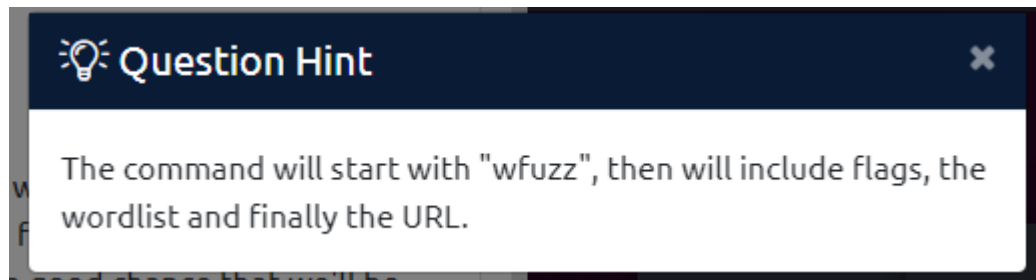 Question Hint
The command will start with "wfuzz", then will include flags, the
wordlist and finally the URL.